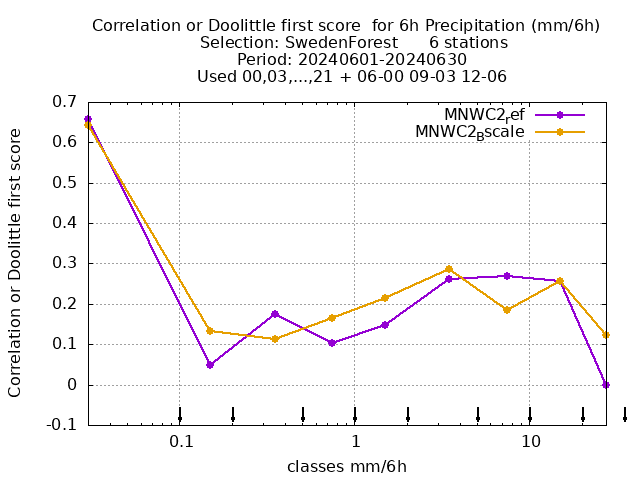 Correlation or Doolittle first score  for 6h Precipitation (mm/6h)
Selection: SwedenForest      6 stations
Period: 20240601-20240630
Used 00,03,...,21 + 06-00 09-03 12-06
MNWC2ref
MNWC2Bscale
Correlation or Doolittle first score
0.7
0.6
0.5
0.4
0.3
0.2
0.1
0
-0.1
0.1
1
10
classes mm/6h